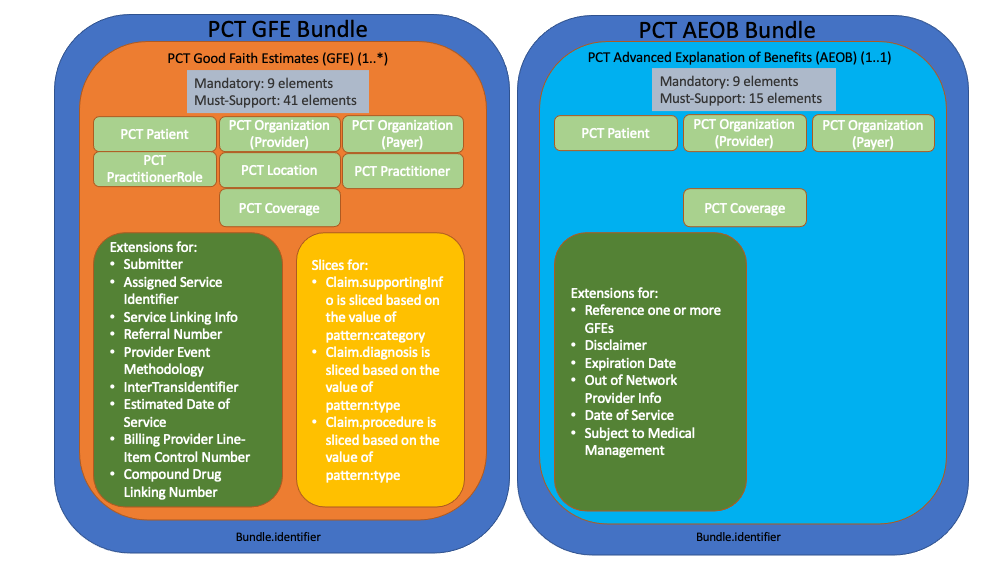 PCT GFE Bundle
PCT Good Faith Estimates (GFE) (1..*)
Mandatory: 9 elements
Must-Support: 41 elements
PCT Patient
PCT Organization
(Provider)
PCT Organization
(Payer)
PCT
PractitionerRole
PCT Location
PCT Practitioner
PCT Coverage
Extensions for:
• Submitter
• Assigned Service
Identifier
• Service Linking Info
• Referral Number
• Provider Event
Methodology
• InterTransIdentifier
• Estimated Date of
Service
• Billing Provider Line-
Item Control Number
• Compound Drug
Linking Number
Slices for:
• Claim.supportingInf
o is sliced based on
the value of
pattern:category
• Claim.diagnosis is
sliced based on the
value of
pattern:type
• Claim.procedure is
sliced based on the
value of
pattern:type
Bundle.identifier
PCT AEOB Bundle
PCT Advanced Explanation of Benefits (AEOB) (1..1)
Mandatory: 9 elements
Must-Support: 15 elements
PCT Patient
PCT Organization
(Provider)
PCT Organization
(Payer)
PCT Coverage
Extensions for:
• Reference one or more
GFEs
• Disclaimer
• Expiration Date
• Out of Network
Provider Info
• Date of Service
• Subject to Medical
Management
Bundle.identifier